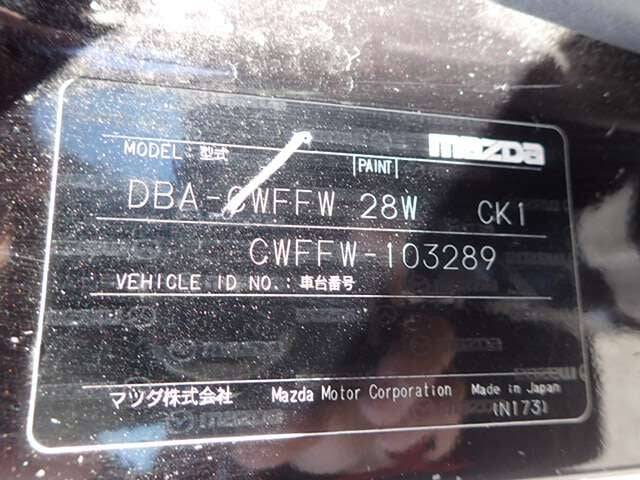 mazda
MODEL: 型式 PAINT
DBA-CWFFW 28W CK1
CWFFW-103289
VEHICLE ID NO.: 車台番号
マツダ株式会社 Mazda Motor Corporation Made in Japan
(N173)